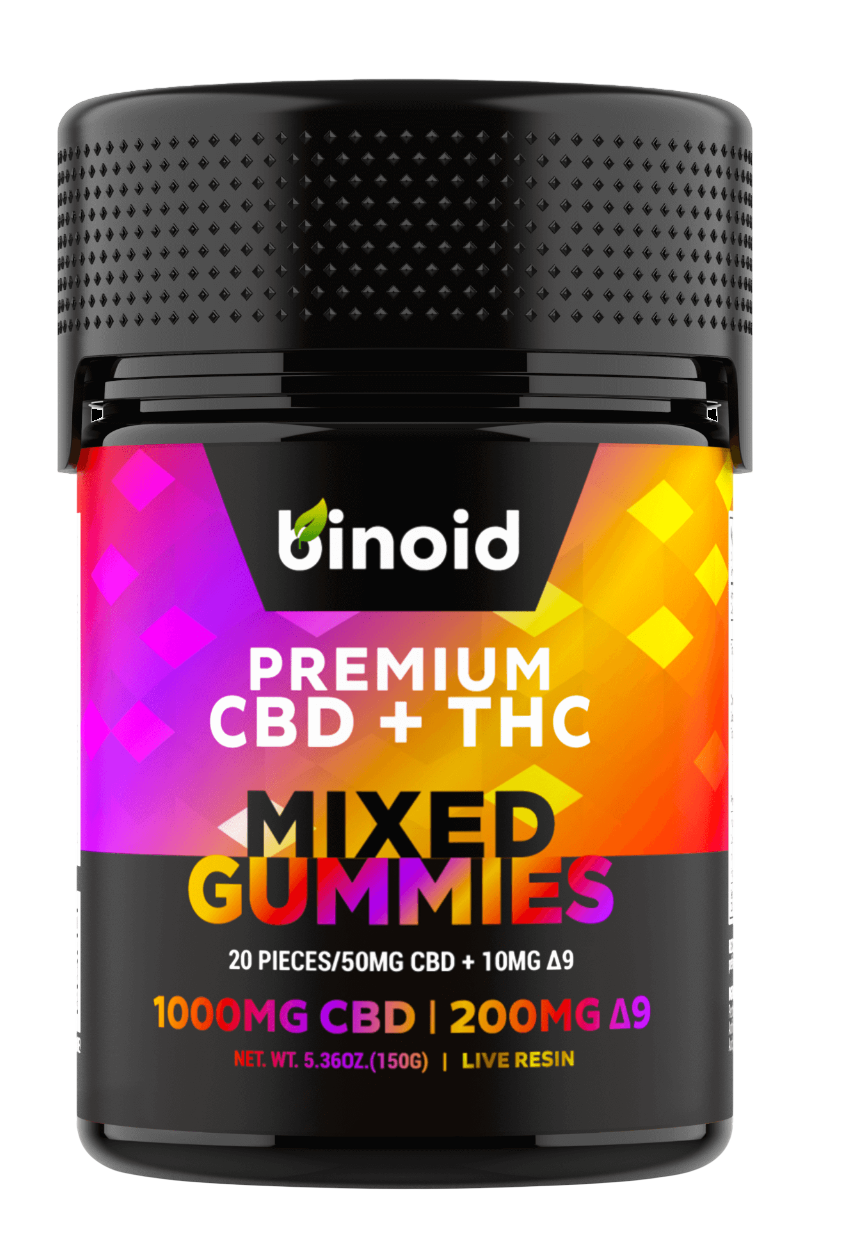 binoid
PREMIUM
CBD + THC
MIXED
GUMMIES
20 PIECES/50MG CBD + 10MG Δ9
1000MG CBD | 200MG Δ9
NET. WT. 5.36OZ.(150G) | LIVE RESIN